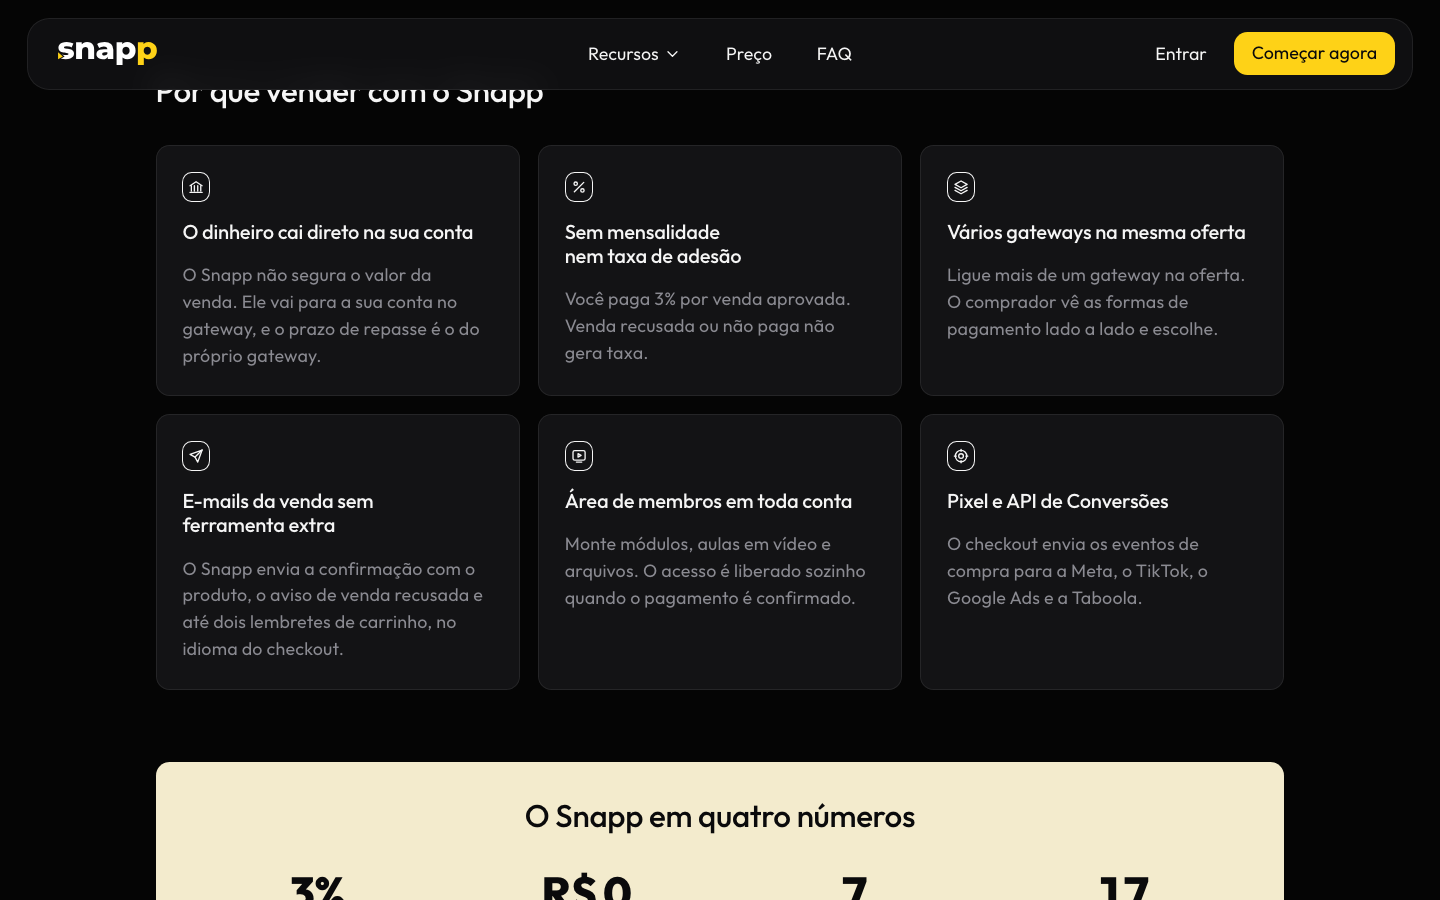 snapp
Recursos
Preço
FAQ
Entrar
Começar agora
Por que vender com o Snapp
O dinheiro cai direto na sua conta
O Snapp não segura o valor da
venda. Ele vai para a sua conta no
gateway, e o prazo de repasse é o do
próprio gateway.
Sem mensalidade
nem taxa de adesão
Você paga 3% por venda aprovada.
Venda recusada ou não paga não
gera taxa.
Vários gateways na mesma oferta
Ligue mais de um gateway na oferta.
O comprador vê as formas de
pagamento lado a lado e escolhe.
E-mails da venda sem
ferramenta extra
O Snapp envia a confirmação com o
produto, o aviso de venda recusada e
até dois lembretes de carrinho, no
idioma do checkout.
Área de membros em toda conta
Monte módulos, aulas em vídeo e
arquivos. O acesso é liberado sozinho
quando o pagamento é confirmado.
Pixel e API de Conversões
O checkout envia os eventos de
compra para a Meta, o TikTok, o
Google Ads e a Taboola.
O Snapp em quatro números
3%
R$ 0
7
17